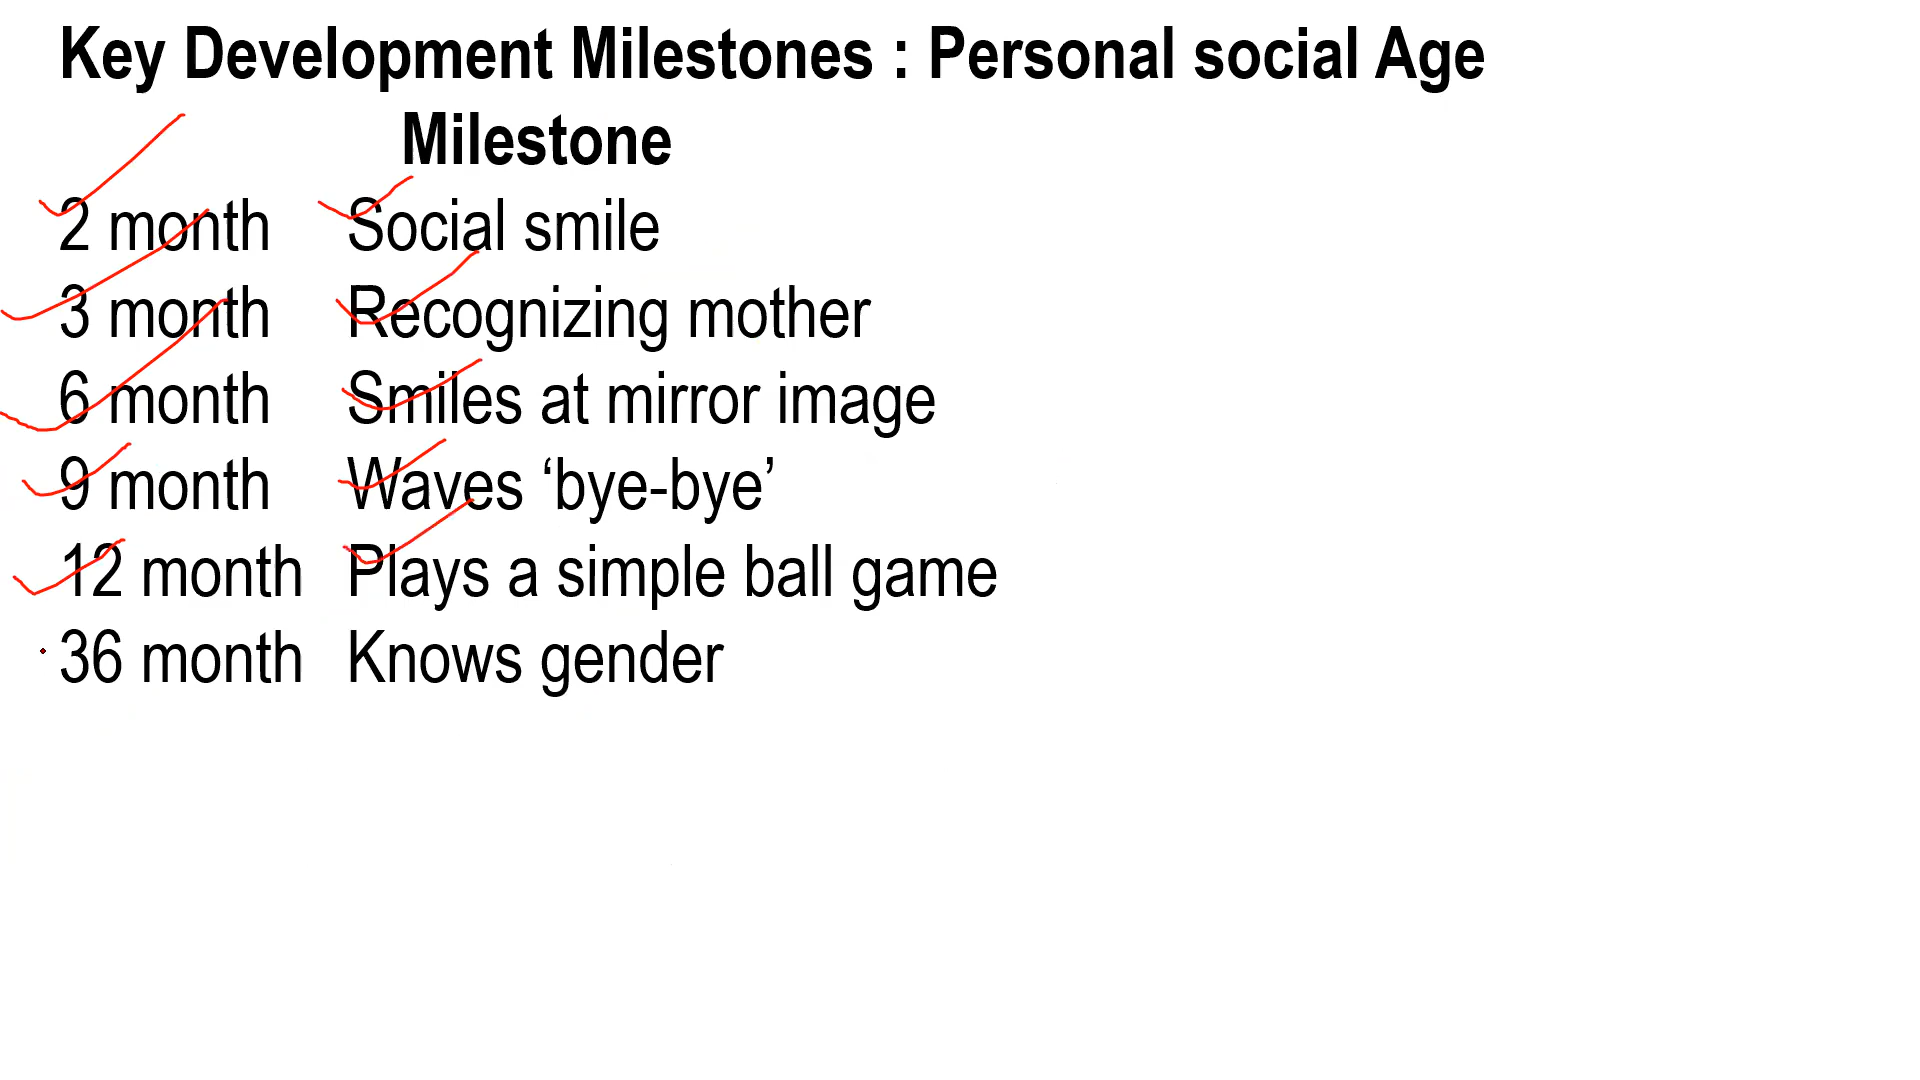 Key Development Milestones : Personal social Age
Milestone
2 month Social smile
3 month Recognizing mother
6 month Smiles at mirror image
9 month Waves ‘bye-bye’
12 month Plays a simple ball game
36 month Knows gender